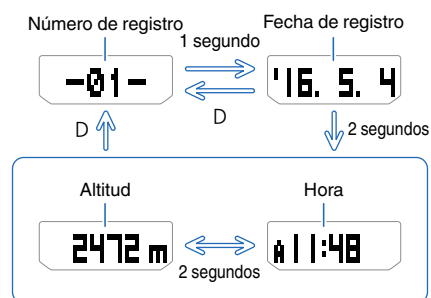 Número de registro
Fecha de registro
1 segundo
-01-
'16. 5. 4
D
D
2 segundos
Altitud
Hora
2472 m
A11:48
2 segundos